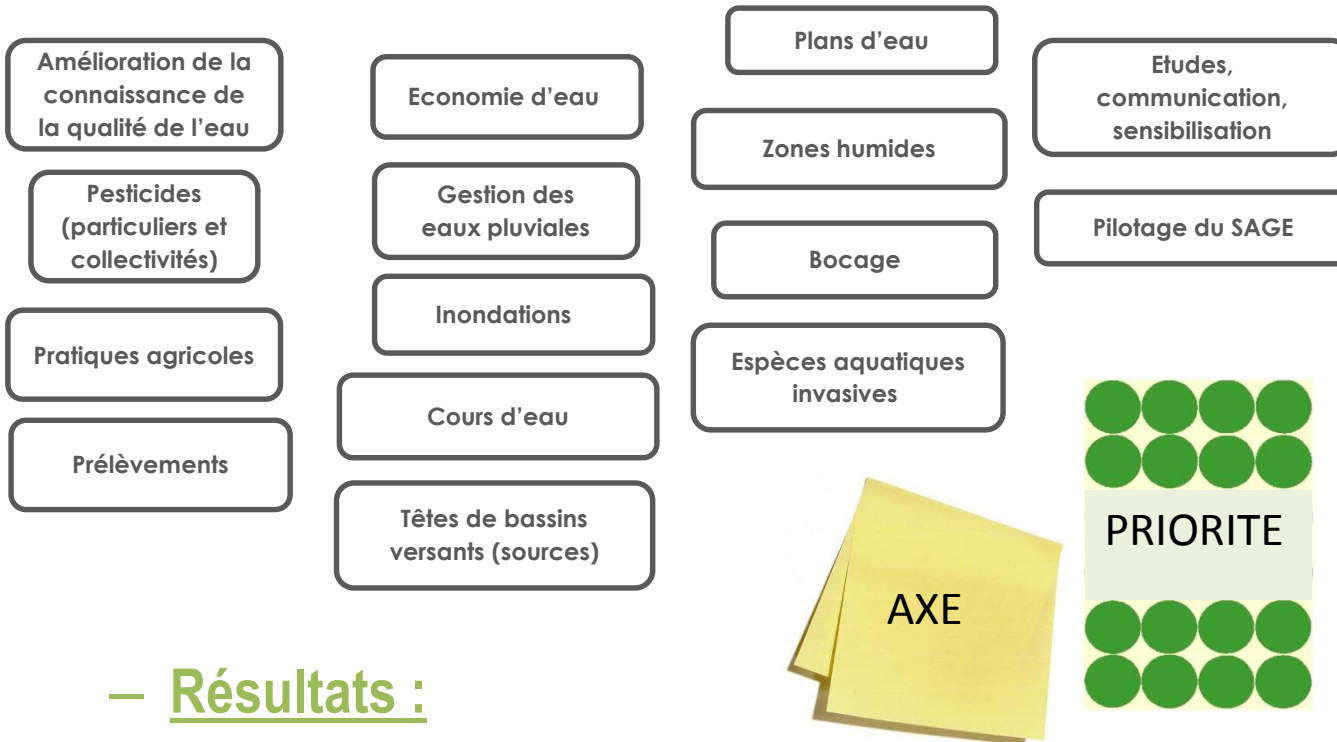 Amélioration de la
connaissance de
la qualité de l'eau
Pesticides
(particuliers et
collectivités)
Pratiques agricoles
Prélèvements
Economie d'eau
Gestion des
eaux pluviales
Inondations
Cours d'eau
Têtes de bassins
versants (sources)
Plans d'eau
Zones humides
Bocage
Espèces aquatiques
invasives
Etudes,
communication,
sensibilisation
Pilotage du SAGE
AXE
PRIORITE
– Résultats :